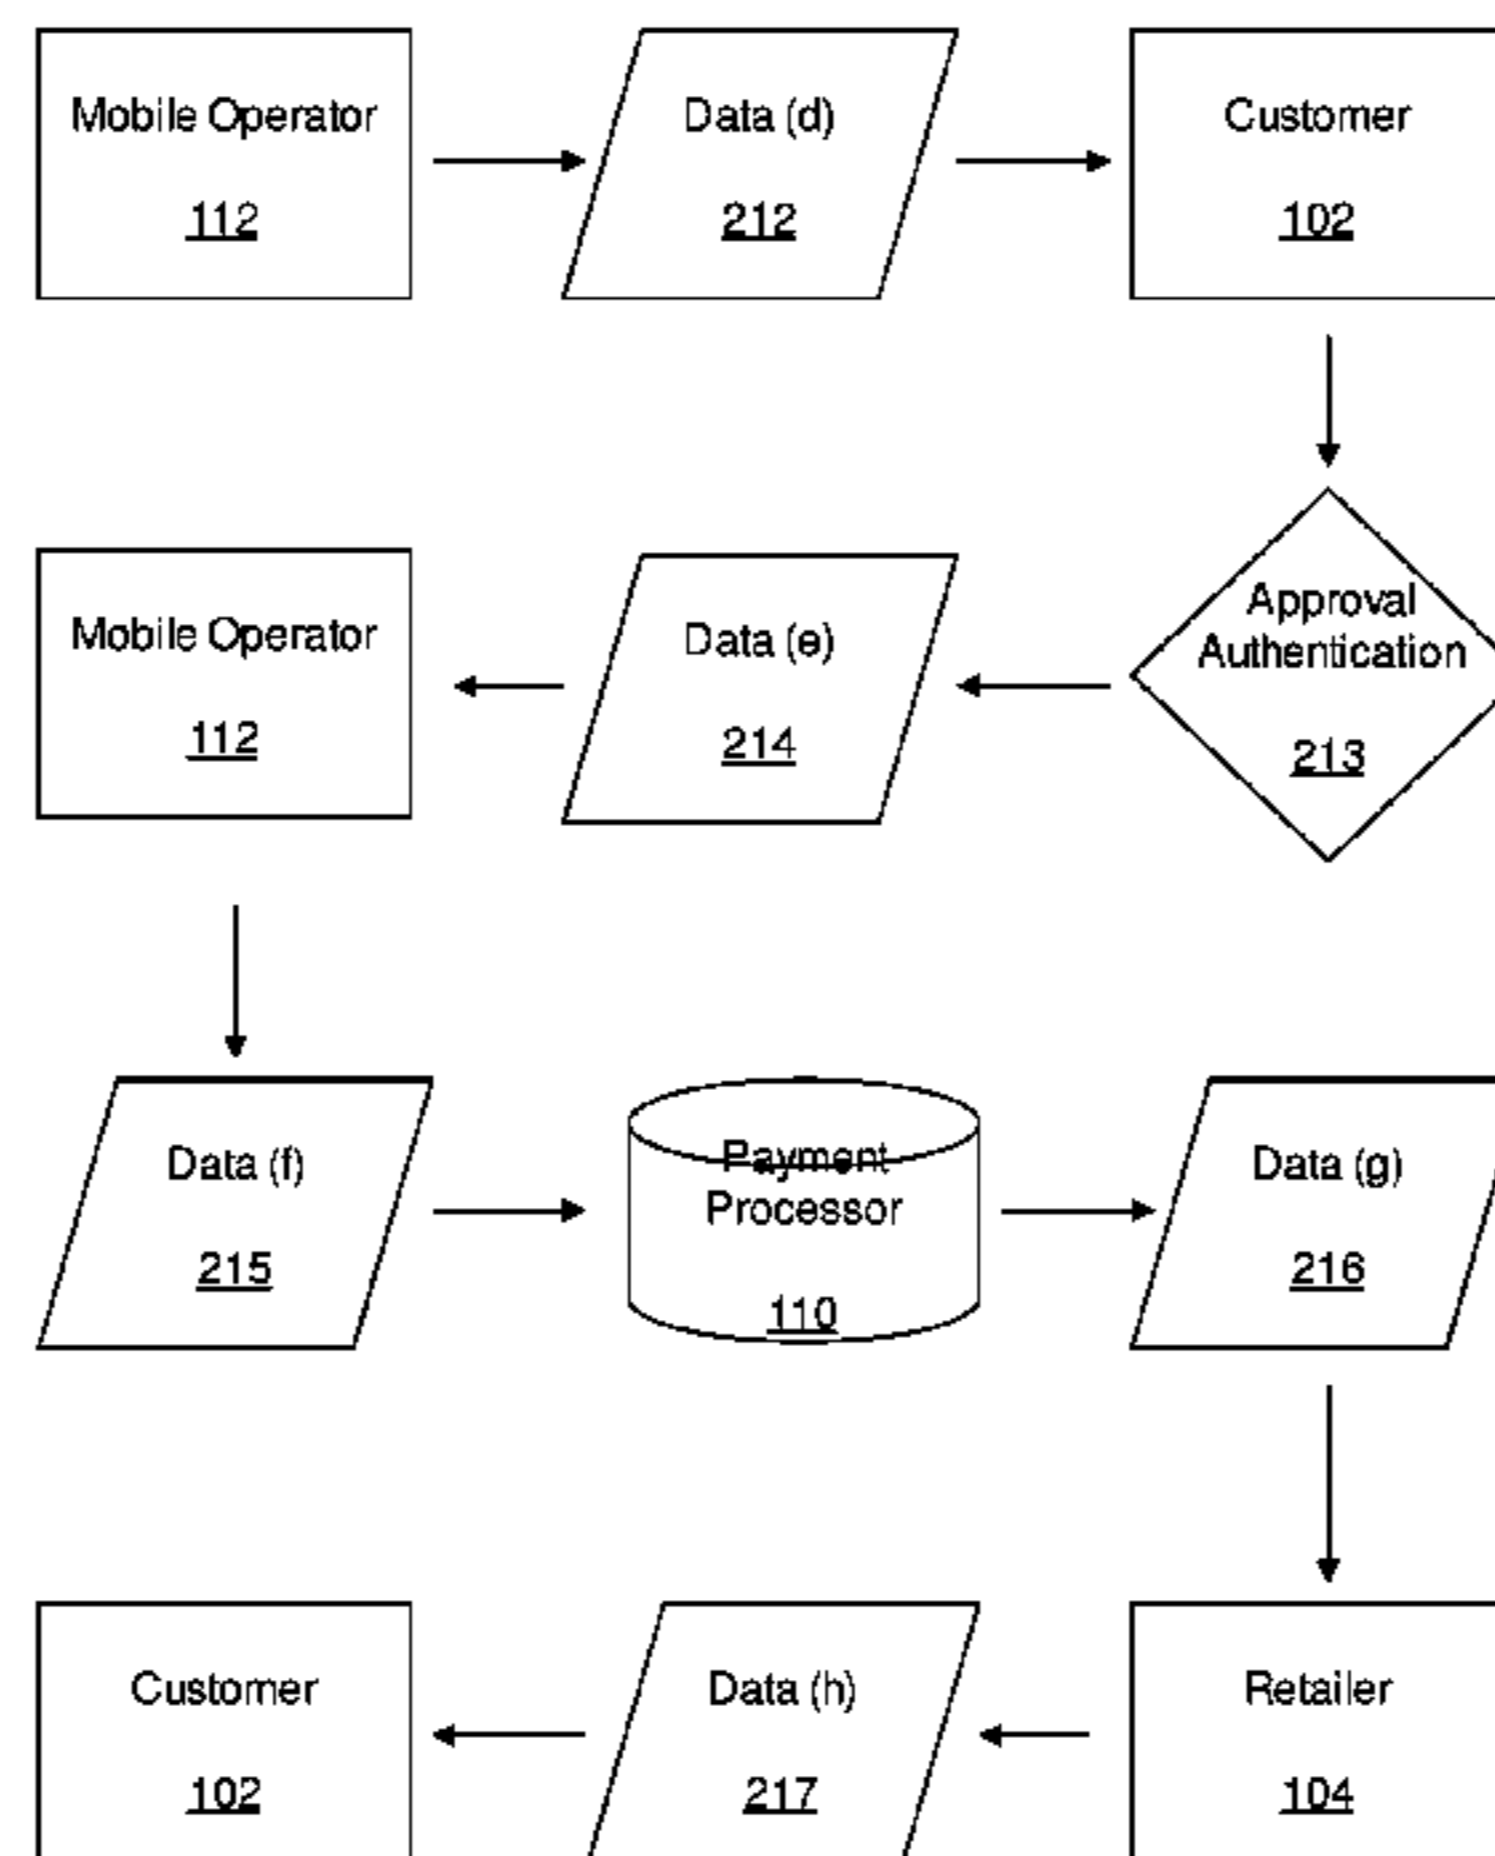 Mobile Operator
112
Data (d)
212
Customer
102
Mobile Operator
112
Data (e)
214
Approval
Authentication
213
Data (f)
215
Payment
Processor
110
Data (g)
216
Customer
102
Data (h)
217
Retailer
104